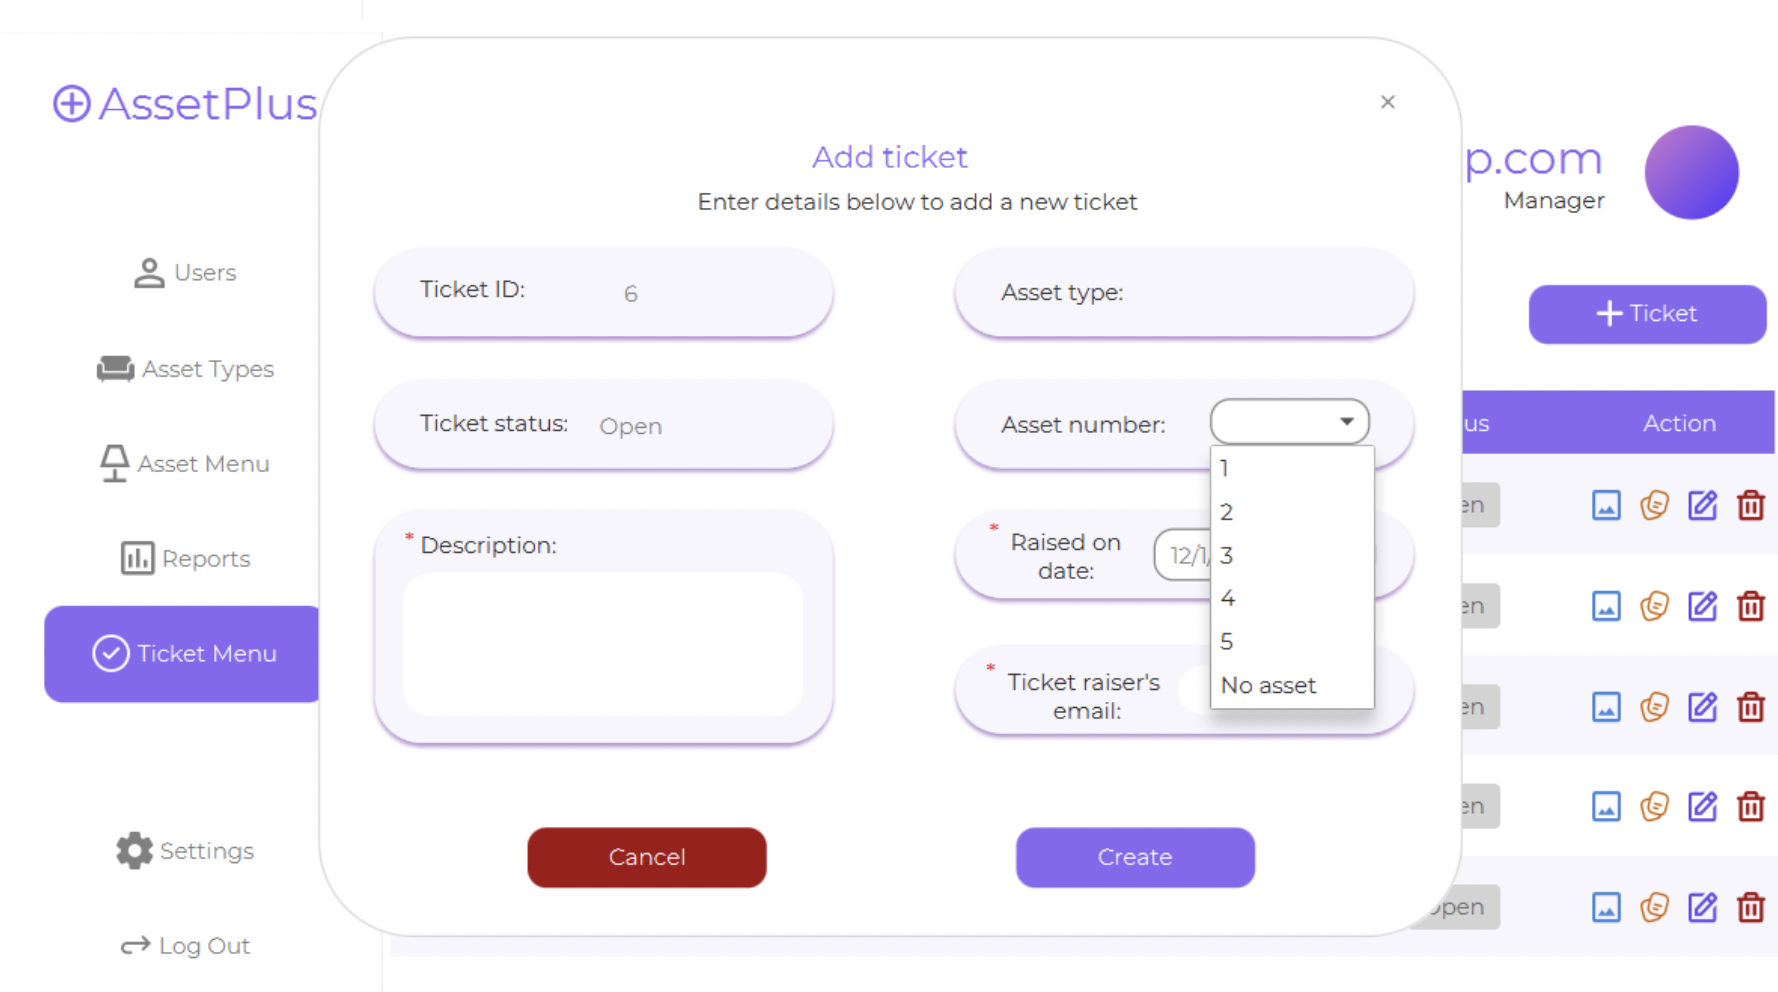 AssetPlus
Users
Asset Types
Asset Menu
Reports
Ticket Menu
Settings
Log Out
×
Add ticket
Enter details below to add a new ticket
Ticket ID: 6
Asset type:
Ticket status: Open
Asset number:
1
2
3
4
5
No asset
* Description:
* Raised on
date:
12/1/
* Ticket raiser's
email:
Cancel
Create
p.com
Manager
+ Ticket
us
Action
en
en
en
en
Open